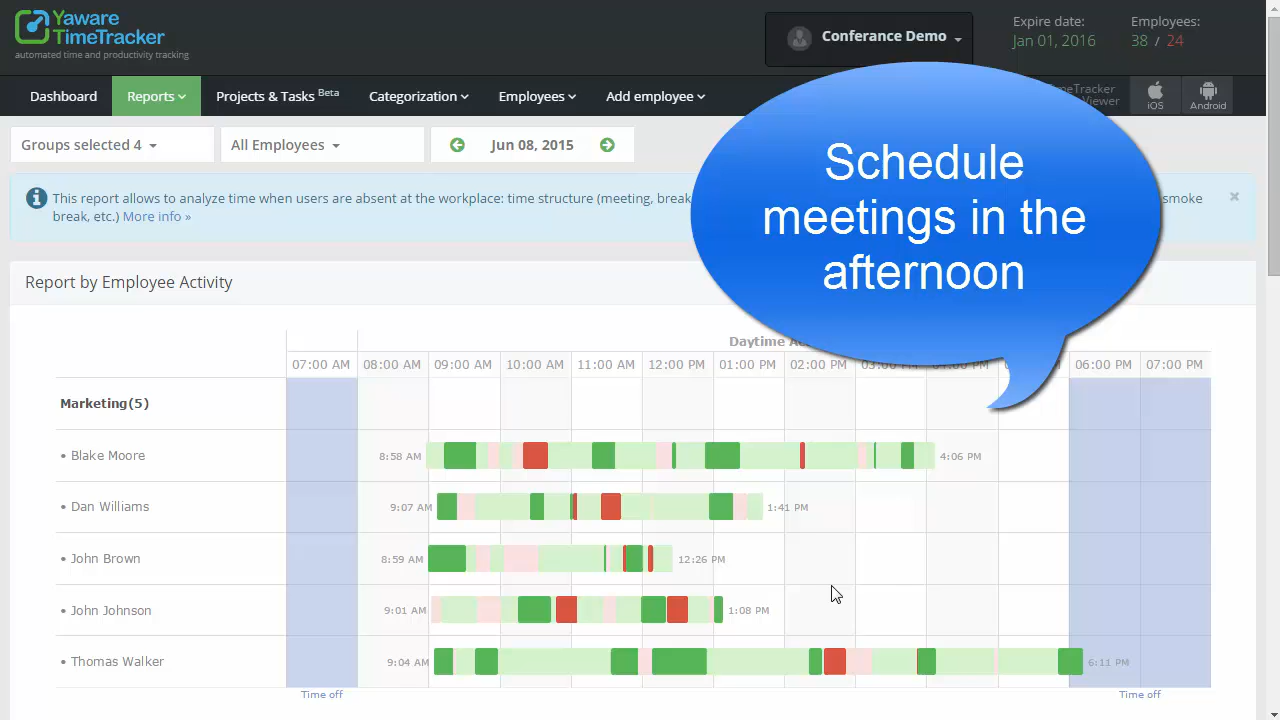 Yaware
TimeTracker
automated time and productivity tracking
Conferance Demo
Expire date:
Jan 01, 2016
Employees:
38 / 24
Dashboard
Reports
Projects & Tasks Beta
Categorization
Employees
Add employee
TimeTracker
Viewer
iOS
Android
Groups selected 4
All Employees
Jun 08, 2015
Schedule
meetings in the
afternoon
This report allows to analyze time when users are absent at the workplace: time structure (meeting, break smoke
break, etc.) More info »
Report by Employee Activity
Daytime
07:00 AM 08:00 AM 09:00 AM 10:00 AM 11:00 AM 12:00 PM 01:00 PM 02:00 PM 03:00 PM 06:00 PM 07:00 PM
Marketing(5)
• Blake Moore 8:58 AM 4:06 PM
• Dan Williams 9:07 AM 1:41 PM
• John Brown 8:59 AM 12:26 PM
• John Johnson 9:01 AM 1:08 PM
• Thomas Walker 9:04 AM 6:11 PM
Time off Time off